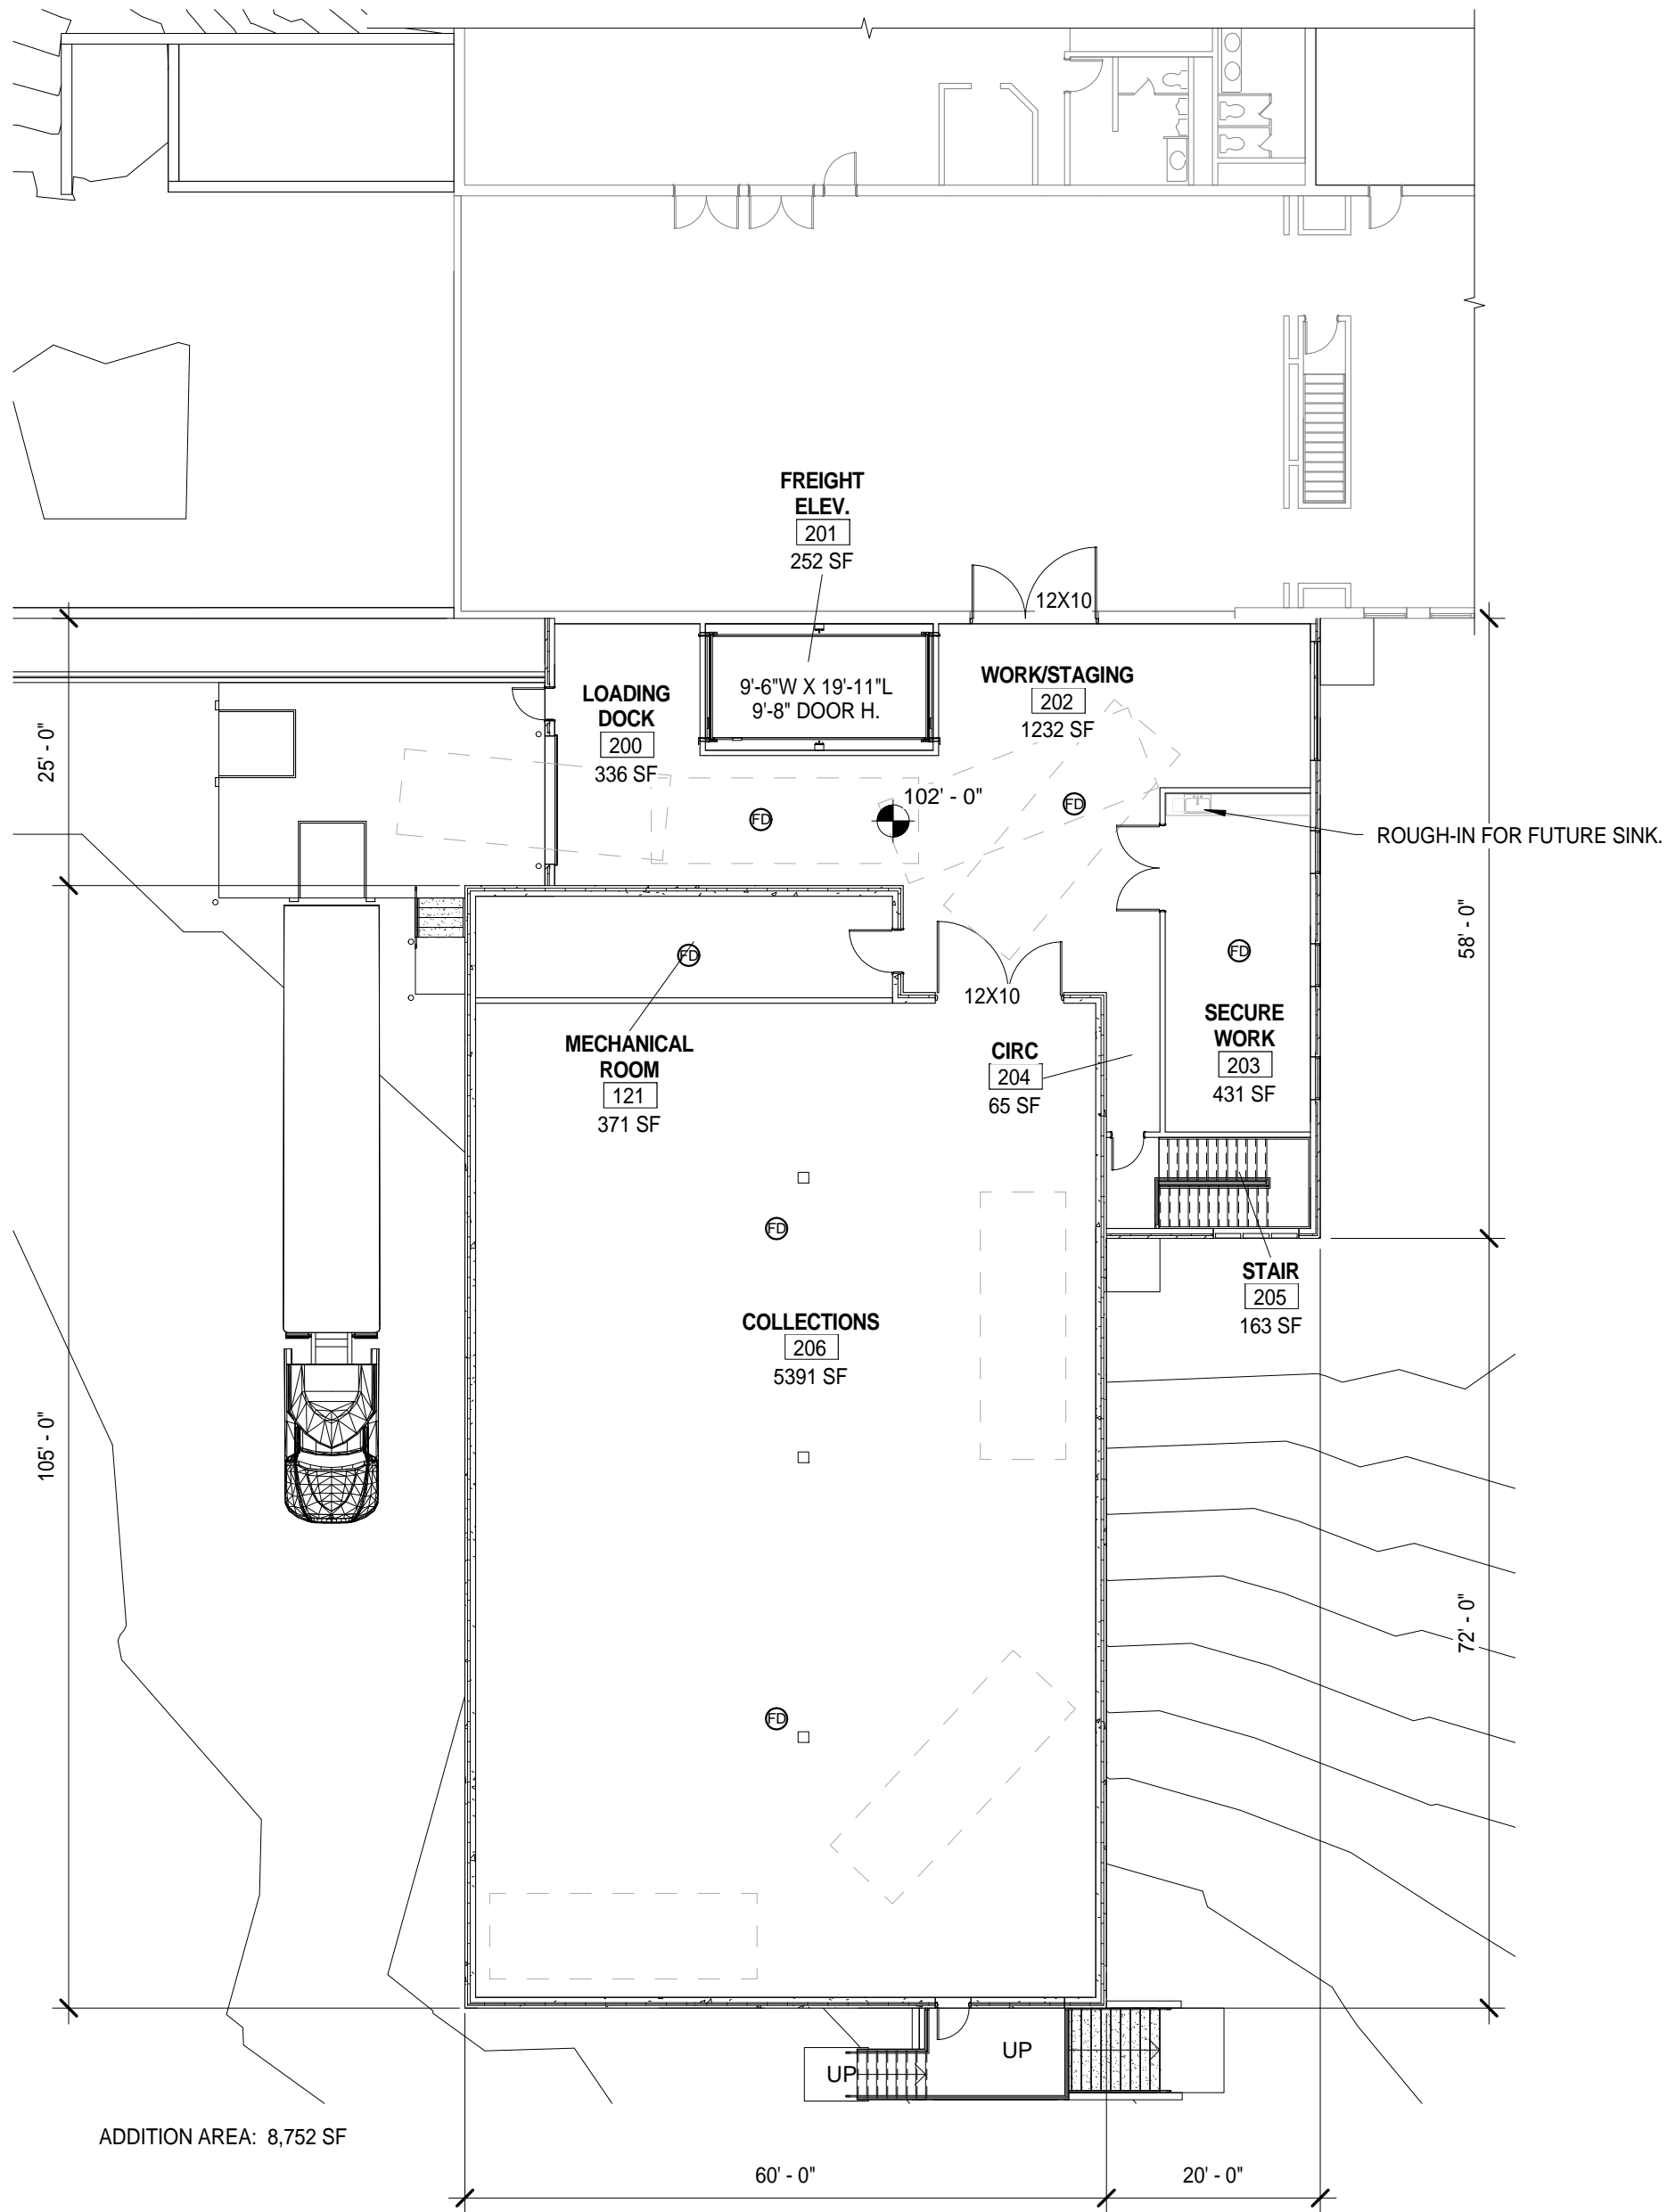 FREIGHT
ELEV.
201
252 SF
12X10
9'-6"W X 19'-11"L
9'-8" DOOR H.
LOADING
DOCK
200
336 SF
WORK/STAGING
202
1232 SF
25' - 0"
102' - 0"
FD
FD
ROUGH-IN FOR FUTURE SINK.
58' - 0"
FD
FD
12X10
SECURE
WORK
203
431 SF
MECHANICAL
ROOM
121
371 SF
CIRC
204
65 SF
FD
STAIR
205
163 SF
COLLECTIONS
206
5391 SF
105' - 0"
72' - 0"
FD
UP
UP
ADDITION AREA: 8,752 SF
60' - 0"
20' - 0"